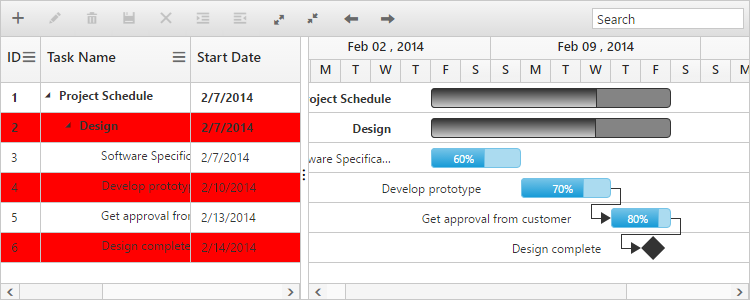 Search
ID Task Name Start Date
Feb 02 , 2014 Feb 09 , 2014
M T W T F S S M T W T F S S M
1 Project Schedule 2/7/2014
oject Schedule
2 Design 2/7/2014
Design
3 Software Specific 2/7/2014
ware Specifica... 60%
4 Develop prototyp 2/10/2014
Develop prototype 70%
5 Get approval fror 2/13/2014
Get approval from customer 80%
6 Design complete 2/14/2014
Design complete